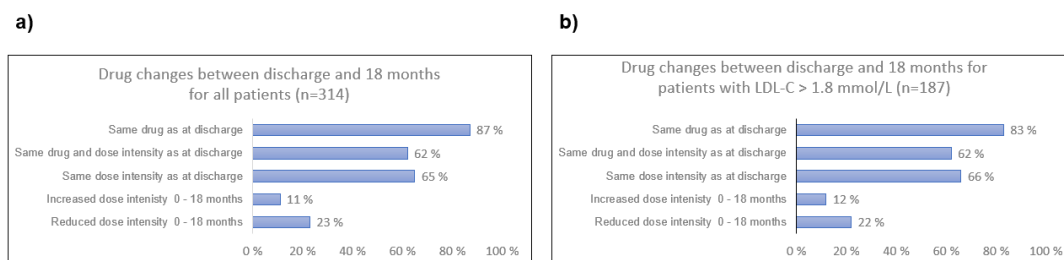 a)
Drug changes between discharge and 18 months
for all patients (n=314)
Same drug as at discharge
87 %
Same drug and dose intensity as at discharge
62 %
Same dose intensity as at discharge
65 %
Increased dose intenisty 0 - 18 months
11 %
Reduced dose intensity 0 - 18 months
23 %
0 % 20 % 40 % 60 % 80 % 100 %
b)
Drug changes between discharge and 18 months for
patients with LDL-C > 1.8 mmol/L (n=187)
Same drug as at discharge
83 %
Same drug and dose intensity as at discharge
62 %
Same dose intensity as at discharge
66 %
Increased dose intensity 0 - 18 months
12 %
Reduced dose intensity 0 - 18 months
22 %
0 % 20 % 40 % 60 % 80 % 100 %